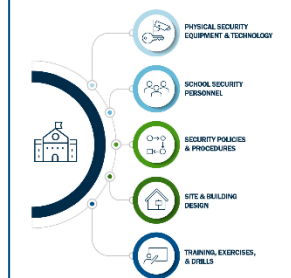 PHYSICAL SECURITY
EQUIPMENT & TECHNOLOGY
SCHOOL SECURITY
PERSONNEL
SECURITY POLICIES
& PROCEDURES
SITE & BUILDING
DESIGN
TRAINING, EXERCISES,
& DRILLS